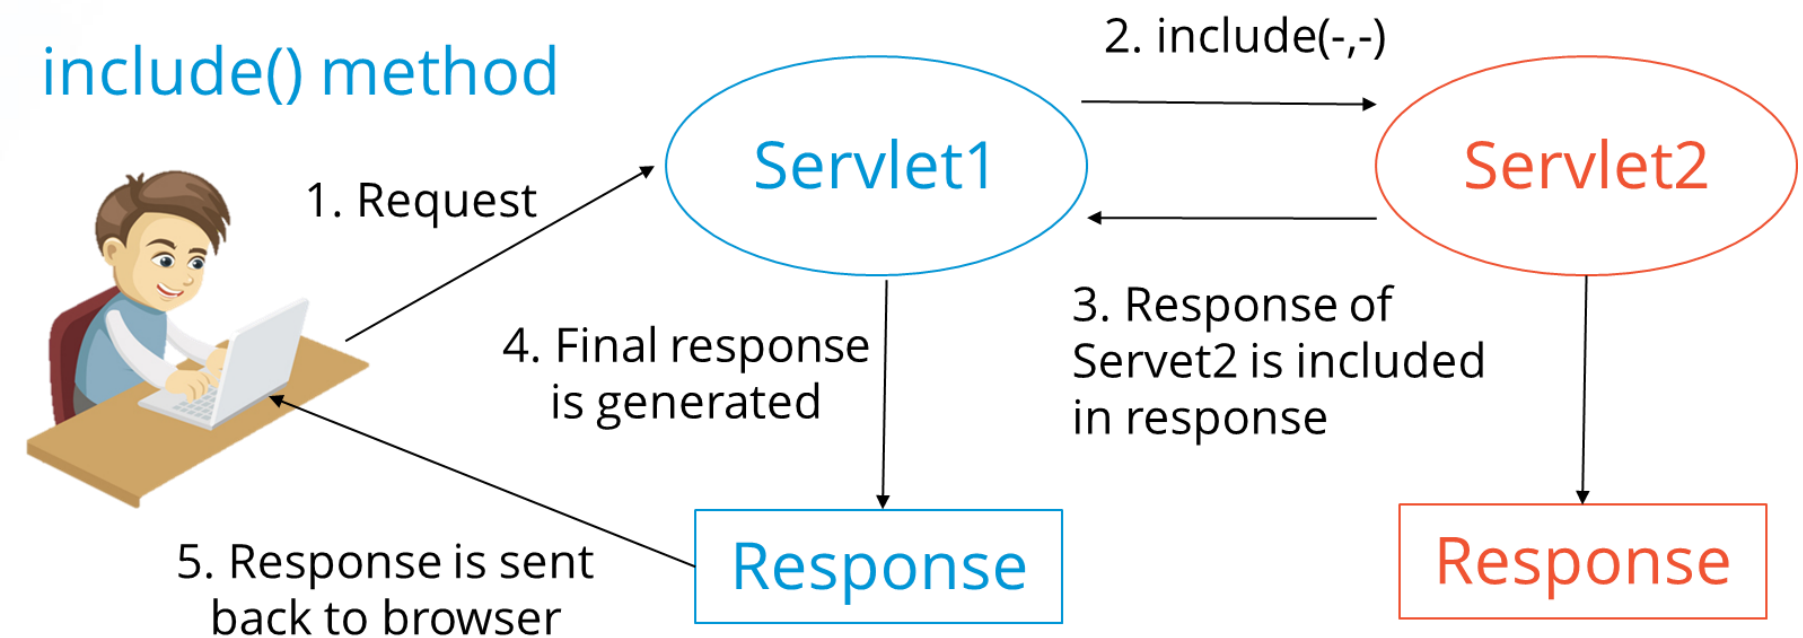 include() method
1. Request
Servlet1
2. include(-,-)
Servlet2
3. Response of
Servet2 is included
in response
4. Final response
is generated
Response
Response
5. Response is sent
back to browser